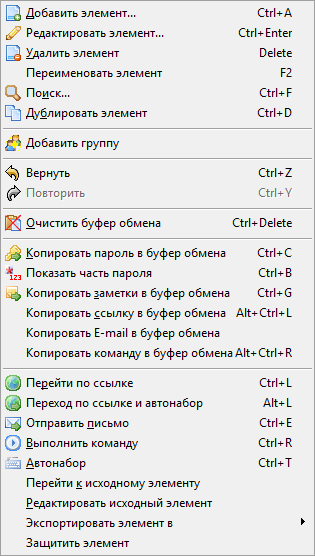 Добавить элемент... Ctrl+A
Редактировать элемент... Ctrl+Enter
Удалить элемент Delete
Переименовать элемент F2
Поиск... Ctrl+F
Дублировать элемент Ctrl+D
Добавить группу
Вернуть Ctrl+Z
Повторить Ctrl+Y
Очистить буфер обмена Ctrl+Delete
Копировать пароль в буфер обмена Ctrl+C
Показать часть пароля Ctrl+B
Копировать заметки в буфер обмена Ctrl+G
Копировать ссылку в буфер обмена Alt+Ctrl+L
Копировать E-mail в буфер обмена
Копировать команду в буфер обмена Alt+Ctrl+R
Перейти по ссылке Ctrl+L
Переход по ссылке и автонабор Alt+L
Отправить письмо Ctrl+E
Выполнить команду Ctrl+R
Автонабор Ctrl+T
Перейти к исходному элементу
Редактировать исходный элемент
Экспортировать элемент в
Защитить элемент